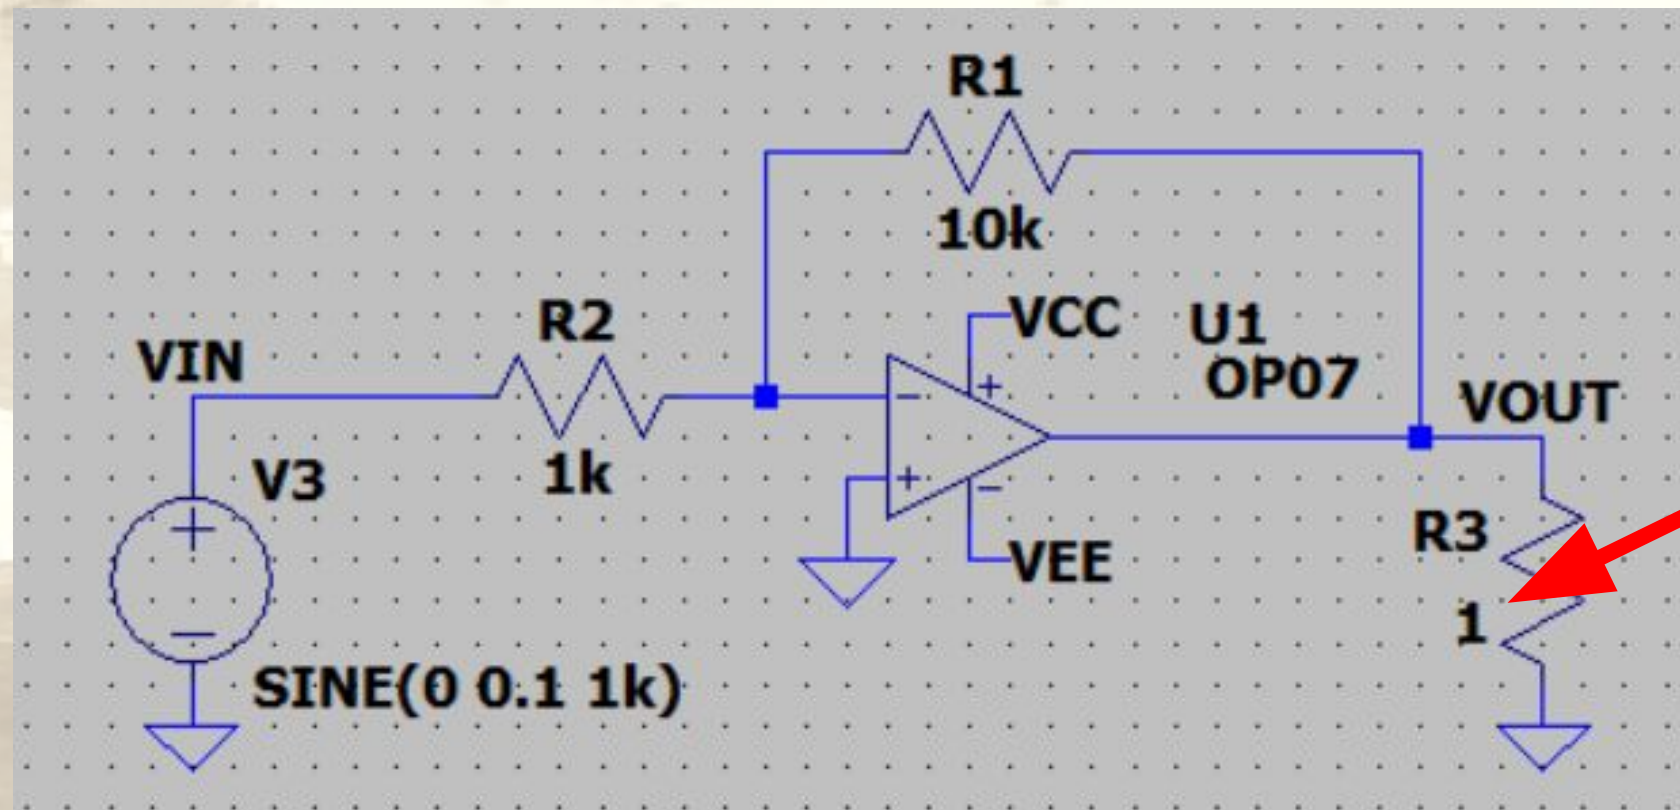 R1
10k
R2
1k
VIN
V3
SINE(0 0.1 1k)
VCC
U1
OP07
VEE
VOUT
R3
1